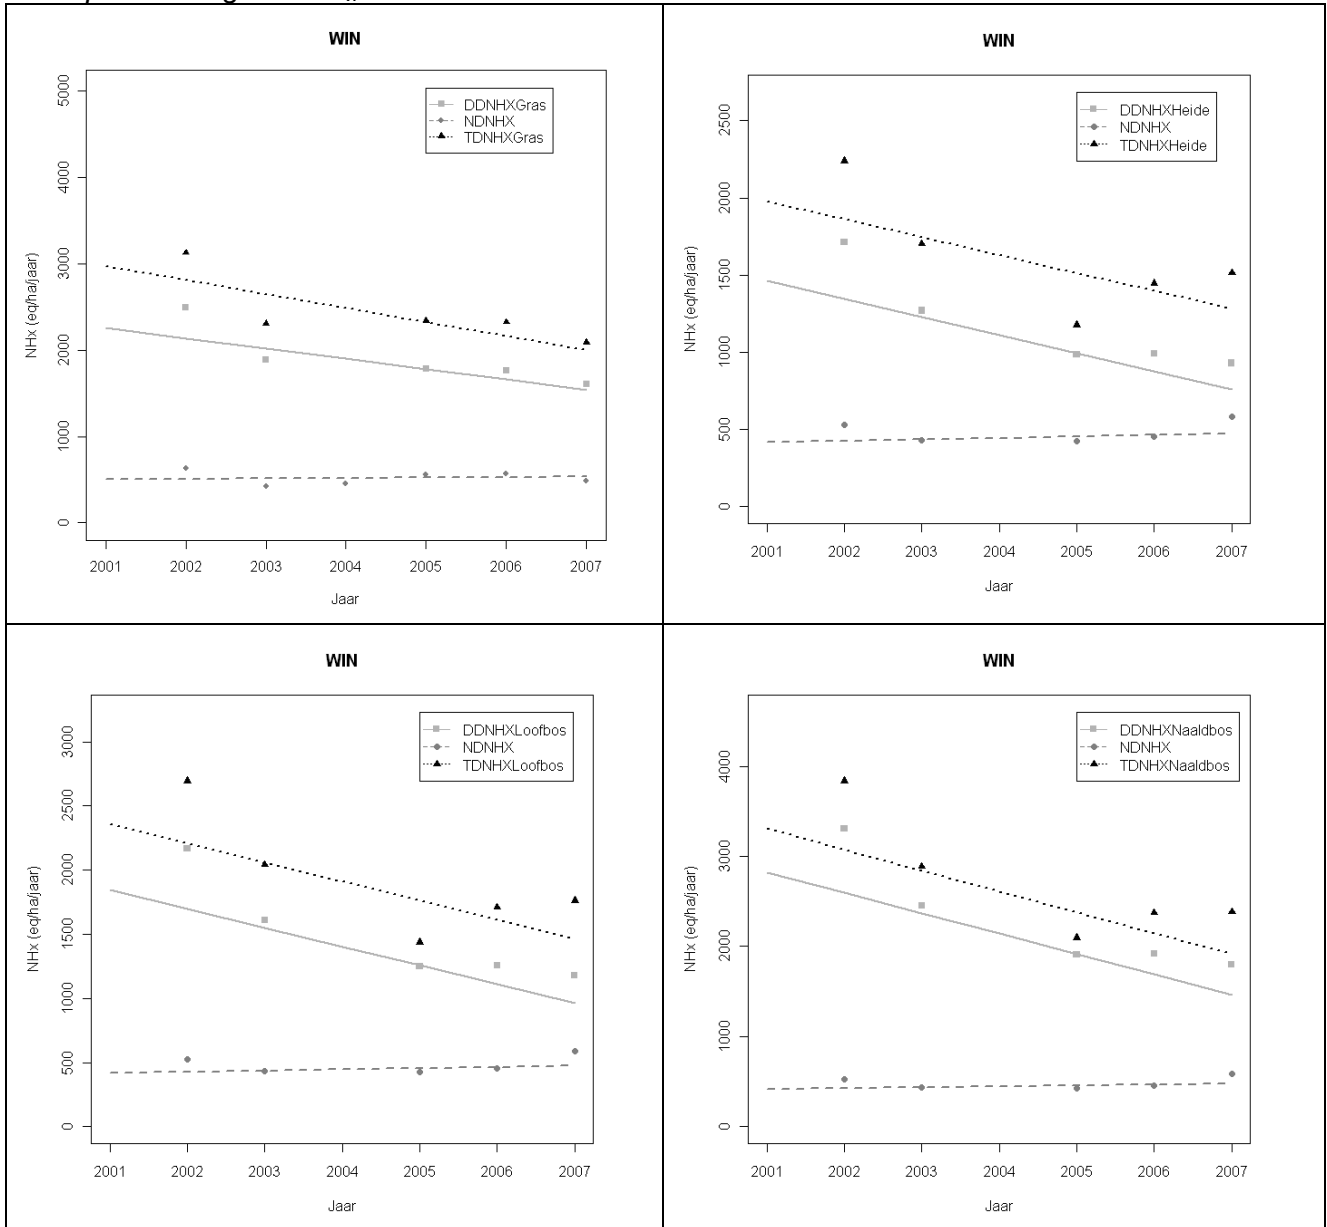 WIN
5000
4000
3000
2000
1000
0
NHx (eq/ha/jaar)
DDNHXGras
NDNHX
TDNHXGras
2001 2002 2003 2004 2005 2006 2007
Jaar
WIN
2500
2000
1500
1000
500
0
NHx (eq/ha/jaar)
DDNHXHeide
NDNHX
TDNHXHeide
2001 2002 2003 2004 2005 2006 2007
Jaar
WIN
3000
2500
2000
1500
1000
500
0
NHx (eq/ha/jaar)
DDNHXLoofbos
NDNHX
TDNHXLoofbos
2001 2002 2003 2004 2005 2006 2007
Jaar
WIN
4000
3000
2000
1000
0
NHx (eq/ha/jaar)
DDNHXNaaldbos
NDNHX
TDNHXNaaldbos
2001 2002 2003 2004 2005 2006 2007
Jaar